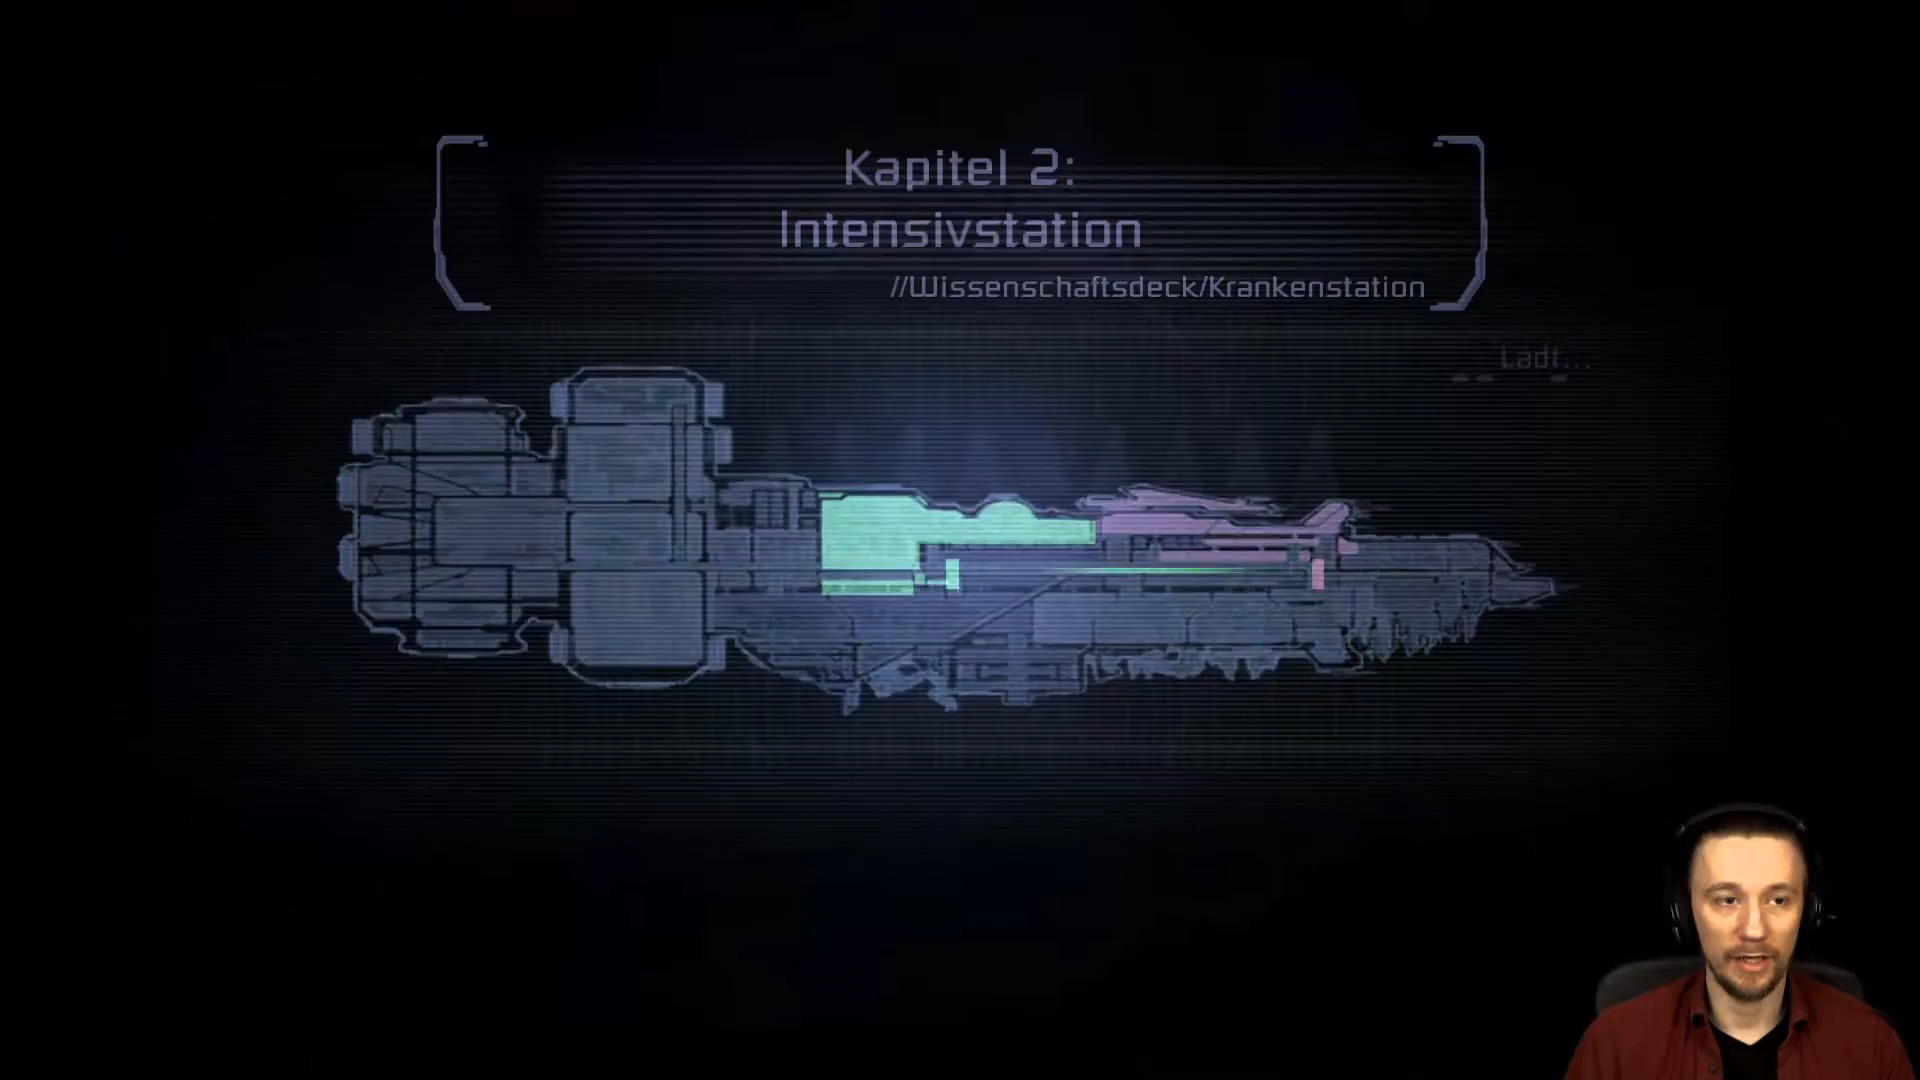 Kapitel 2:
Intensivstation
//Wissenschaftsdeck/Krankenstation
Lädt...